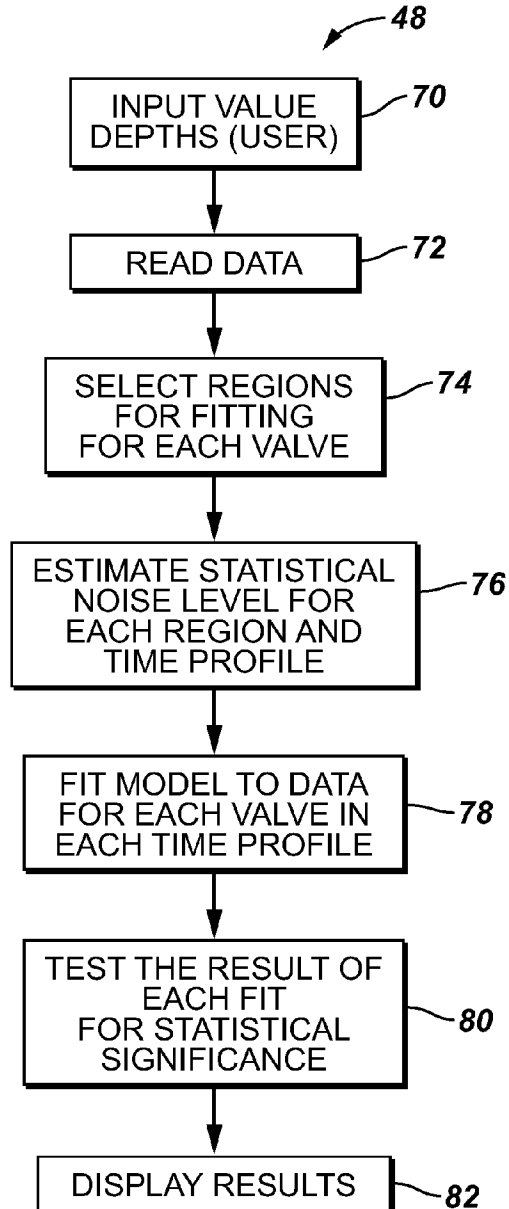 48
INPUT VALUE
DEPTHS (USER)
70
READ DATA
72
SELECT REGIONS
FOR FITTING
FOR EACH VALVE
74
ESTIMATE STATISTICAL
NOISE LEVEL FOR
EACH REGION AND
TIME PROFILE
76
FIT MODEL TO DATA
FOR EACH VALVE IN
EACH TIME PROFILE
78
TEST THE RESULT OF
EACH FIT
FOR STATISTICAL
SIGNIFICANCE
80
DISPLAY RESULTS
82